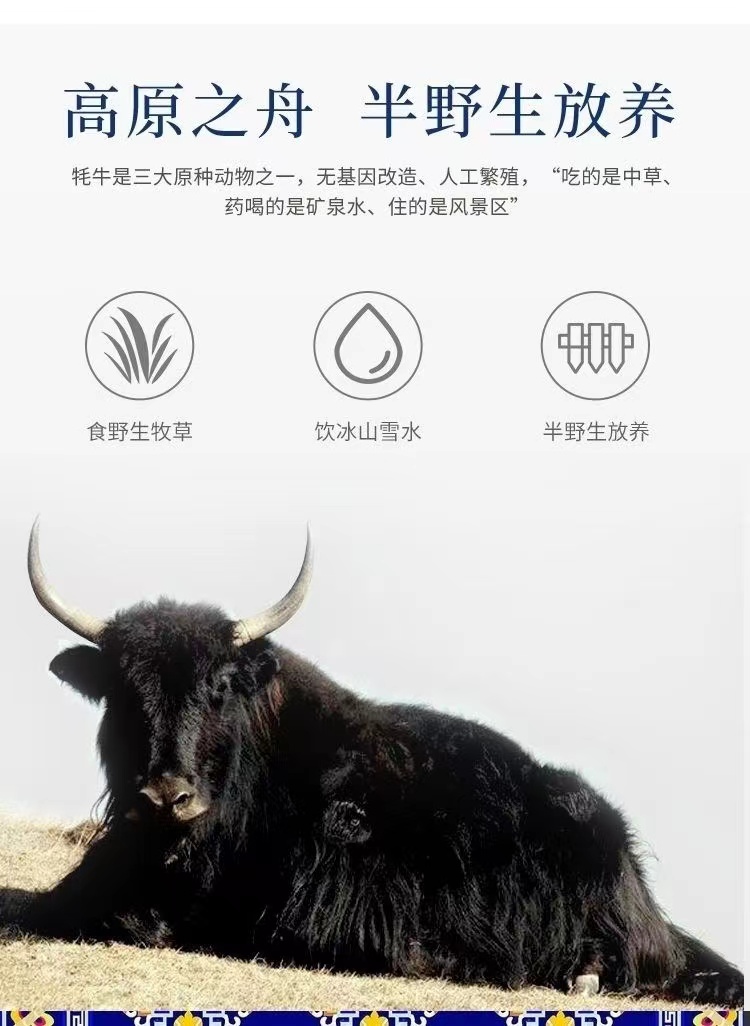 高原之舟 半野生放养
牦牛是三大原种动物之一，无基因改造、人工繁殖，“吃的是中草、
药喝的是矿泉水、住的是风景区”
食野生牧草 饮冰山雪水 半野生放养